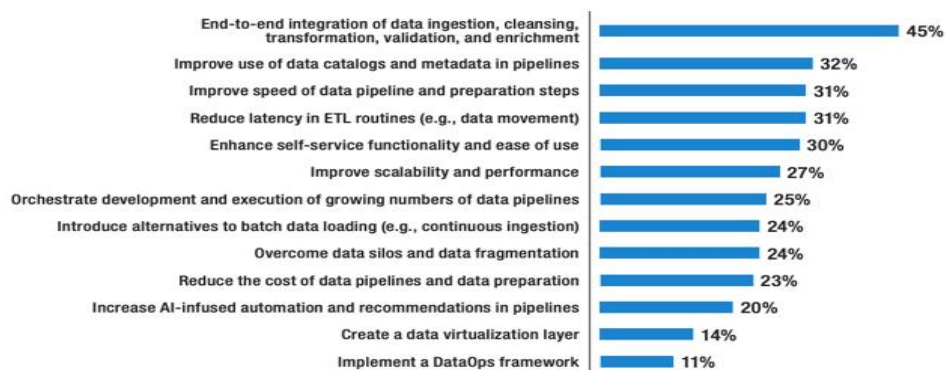 End-to-end integration of data ingestion, cleansing,
transformation, validation, and enrichment 45%
Improve use of data catalogs and metadata in pipelines 32%
Improve speed of data pipeline and preparation steps 31%
Reduce latency in ETL routines (e.g., data movement) 31%
Enhance self-service functionality and ease of use 30%
Improve scalability and performance 27%
Orchestrate development and execution of growing numbers of data pipelines 25%
Introduce alternatives to batch data loading (e.g., continuous ingestion) 24%
Overcome data silos and data fragmentation 24%
Reduce the cost of data pipelines and data preparation 23%
Increase AI-infused automation and recommendations in pipelines 20%
Create a data virtualization layer 14%
Implement a DataOps framework 11%